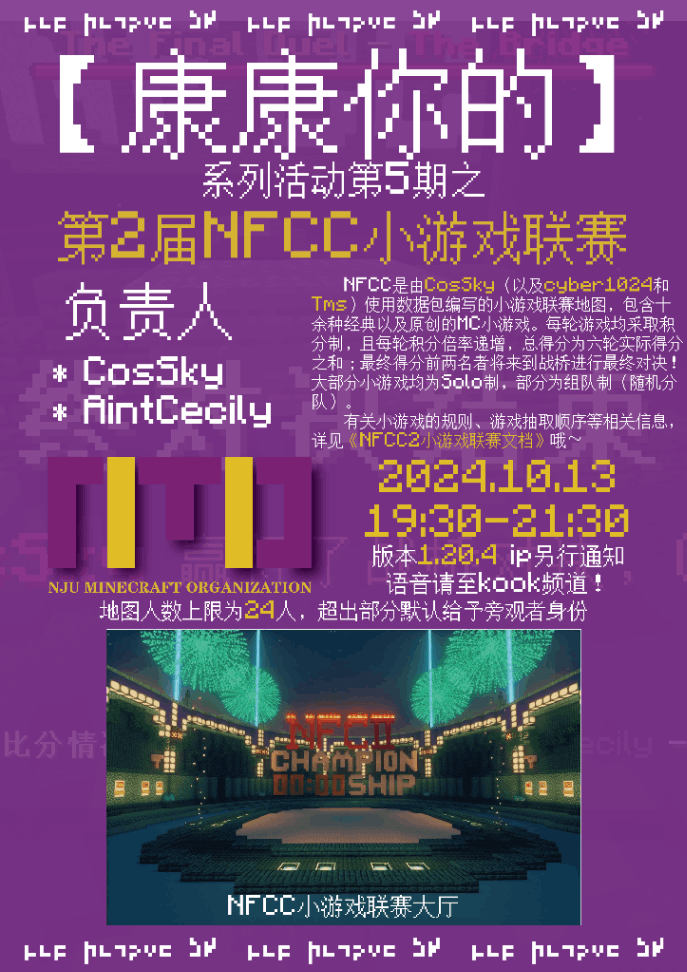 The Final Duel - The Bridge
【康康你的】
系列活动第5期之
第2届NFCC小游戏联赛
负责人
* CosSky
* AintCecily
NFCC是由CosSky（以及cyber1024和
Tms）使用数据包编写的小游戏联赛地图，包含十
余种经典以及原创的MC小游戏。每轮游戏均采取积
分制，且每轮积分倍率递增，总得分为六轮实际得分
之和；最终得分前两名者将来到战桥进行最终对决！
大部分小游戏均为Solo制，部分为组队制（随机分
队）。
有关小游戏的规则、游戏抽取顺序等相关信息，
详见《NFCC2小游戏联赛文档》哦～
2024.10.13
19:30-21:30
版本1.20.4 ip另行通知
语音请至kook频道！
NJU MINECRAFT ORGANIZATION
地图人数上限为24人，超出部分默认给予旁观者身份
比分情
NFC II
CHAMPION
00:00SHIP
NFCC小游戏联赛大厅